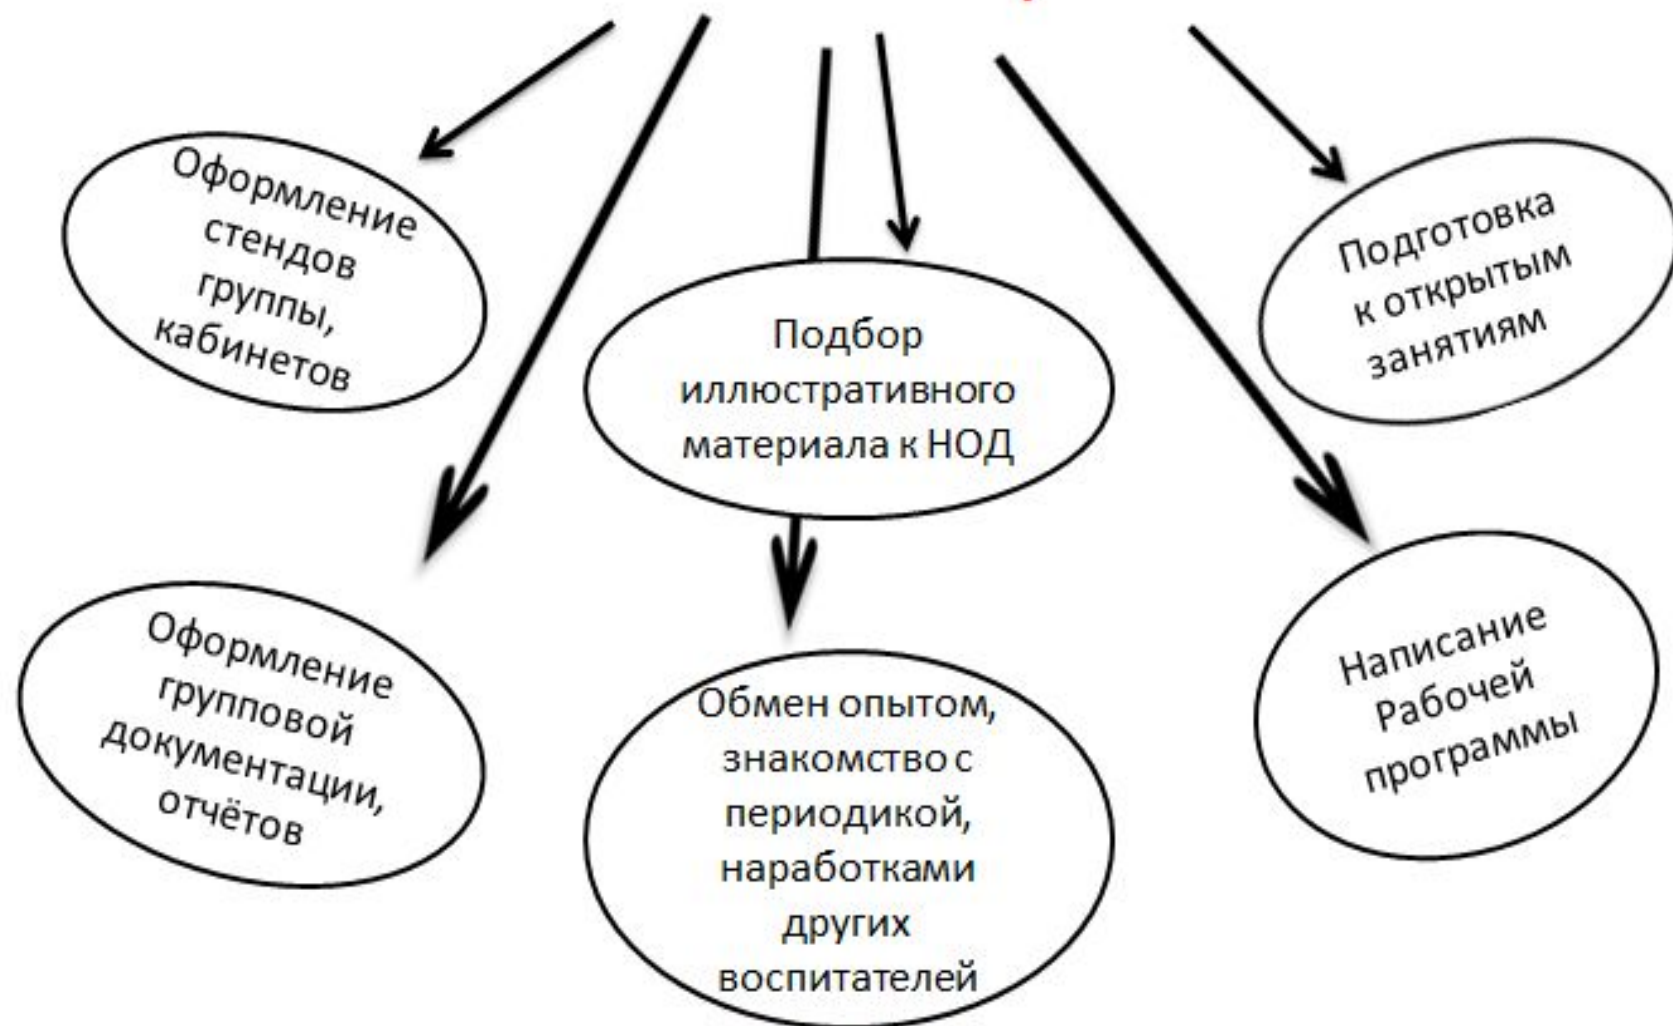 Оформление
стендов
группы,
кабинетов
Подбор
иллюстративного
материала к НОД
Подготовка
к открытым
занятиям
Оформление
групповой
документации,
отчётов
Обмен опытом,
знакомство с
периодикой,
наработками
других
воспитателей
Написание
Рабочей
программы